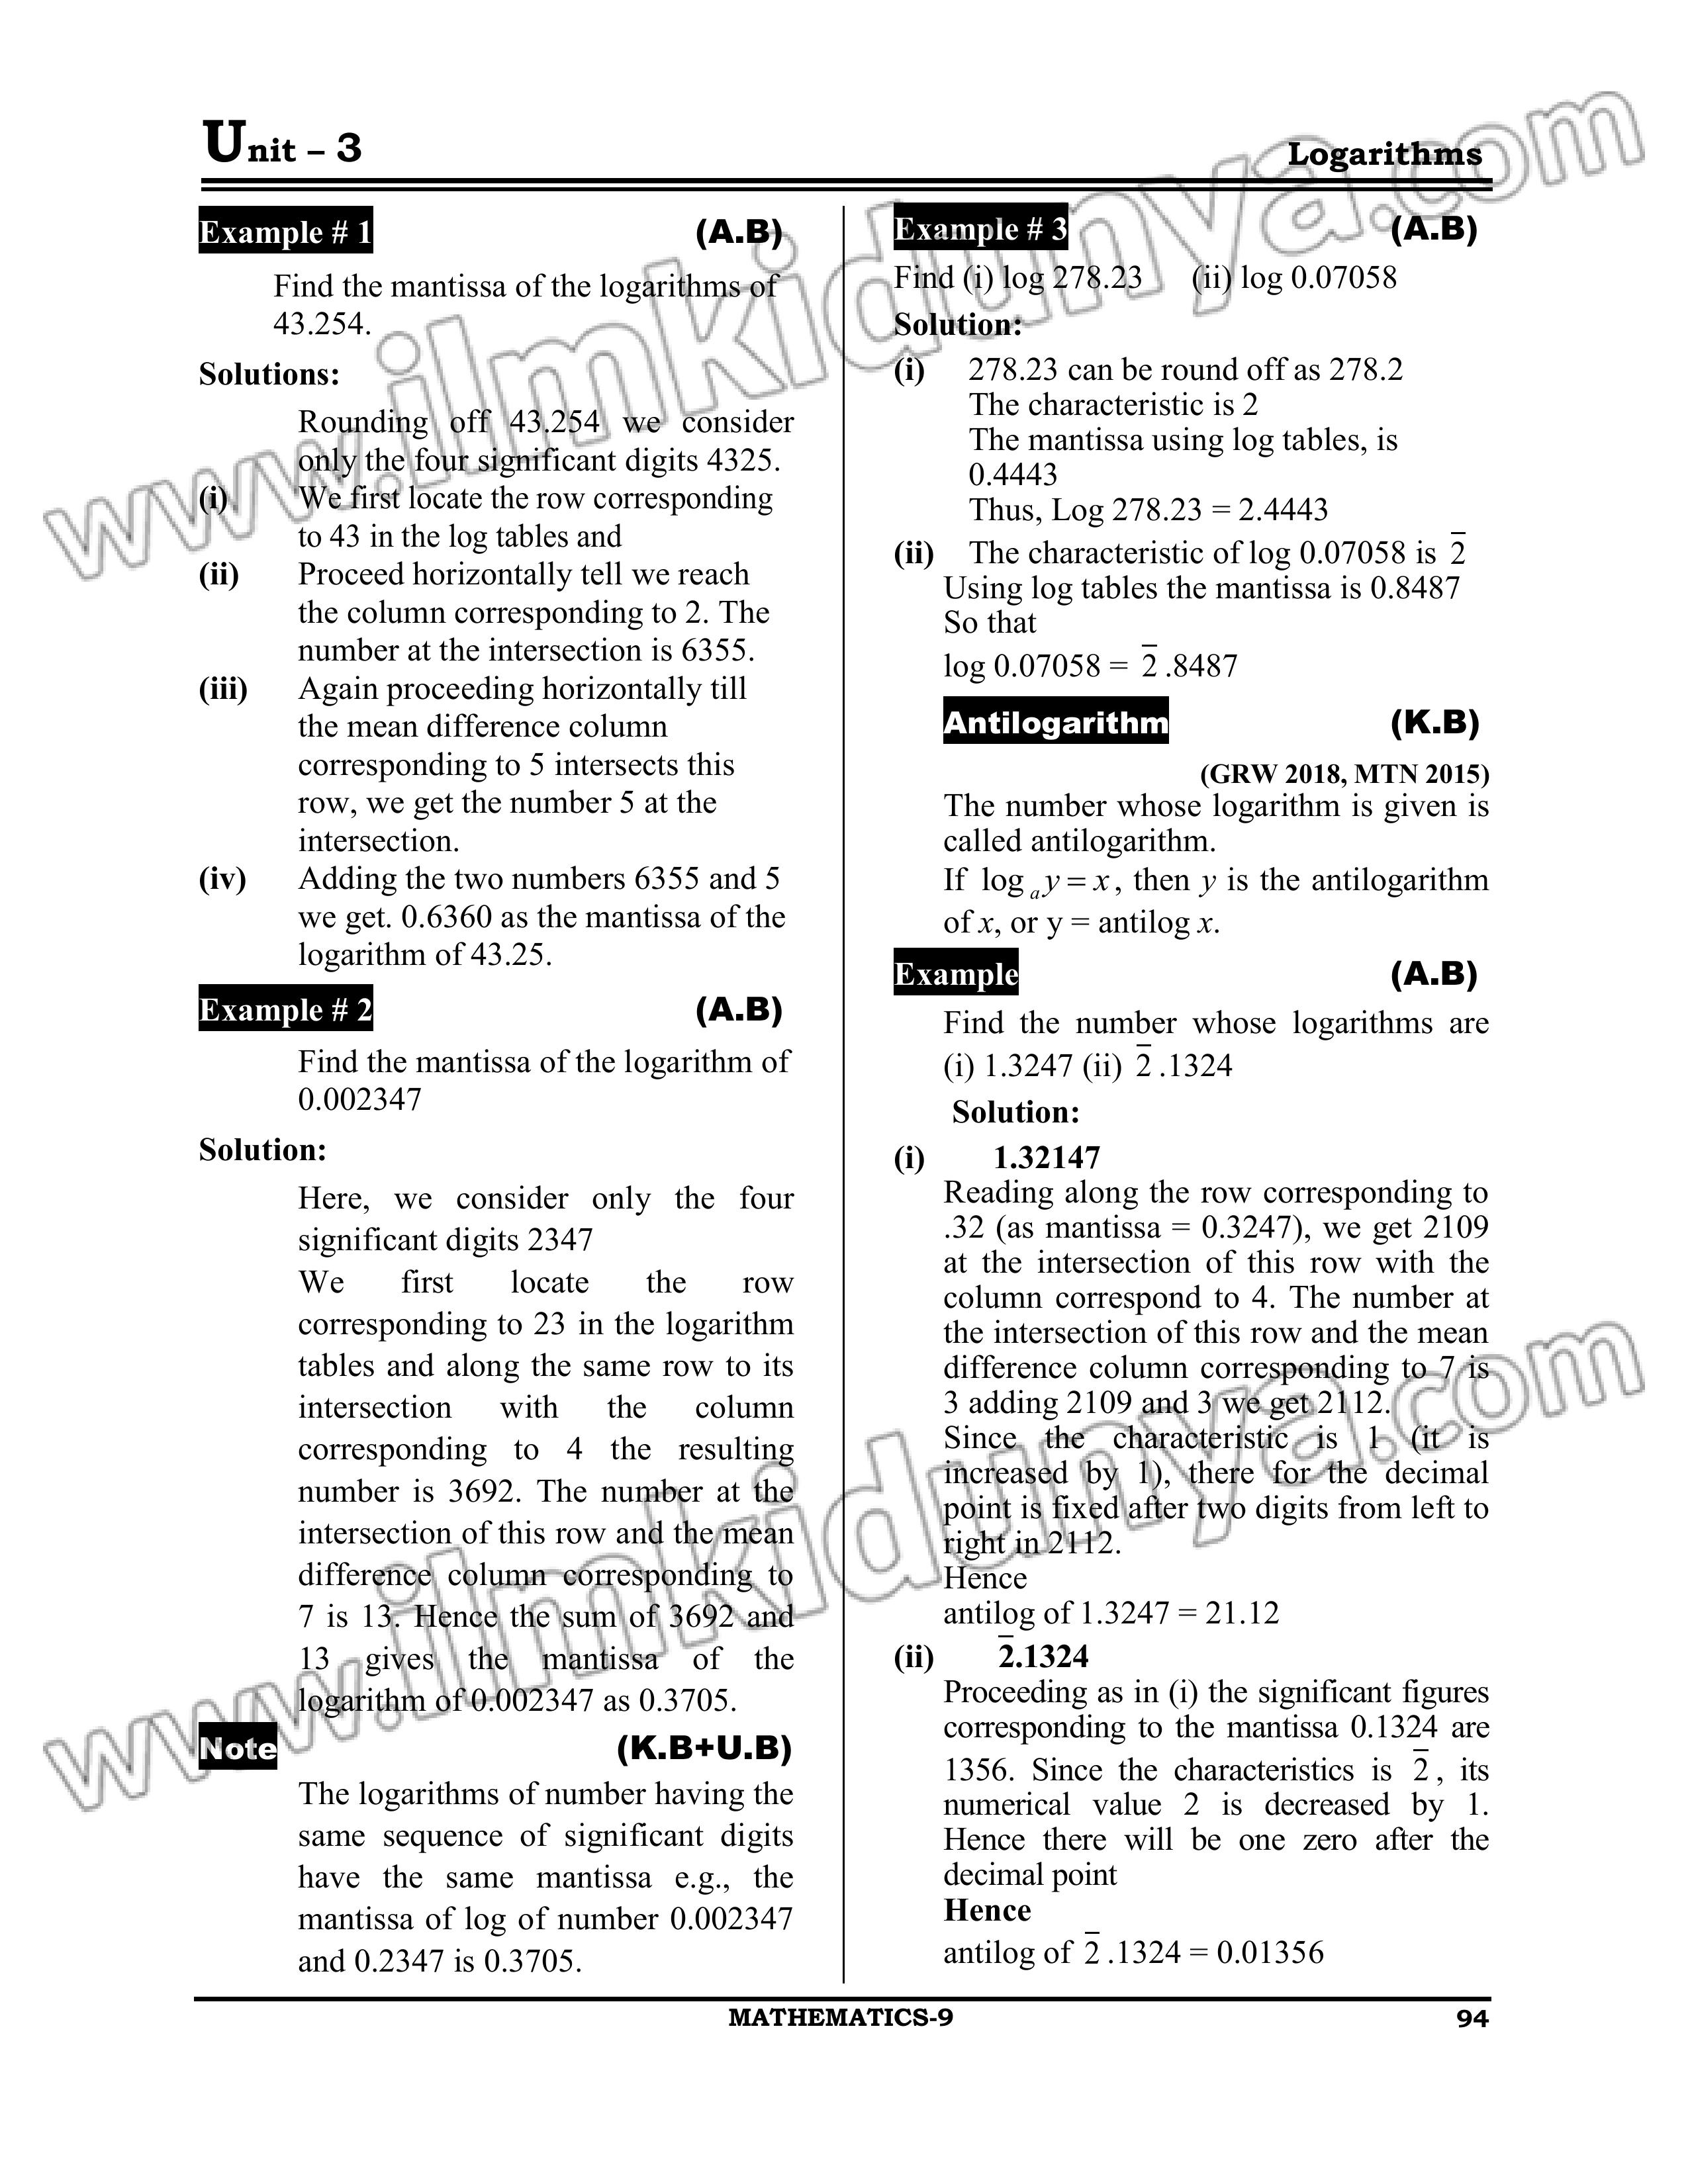 Unit – 3
Logarithms
Example # 1 (A.B)
Find the mantissa of the logarithms of
43.254.
Solutions:
Rounding off 43.254 we consider
only the four significant digits 4325.
(i) We first locate the row corresponding
to 43 in the log tables and
(ii) Proceed horizontally tell we reach
the column corresponding to 2. The
number at the intersection is 6355.
(iii) Again proceeding horizontally till
the mean difference column
corresponding to 5 intersects this
row, we get the number 5 at the
intersection.
(iv) Adding the two numbers 6355 and 5
we get. 0.6360 as the mantissa of the
logarithm of 43.25.
Example # 2 (A.B)
Find the mantissa of the logarithm of
0.002347
Solution:
Here, we consider only the four
significant digits 2347
We first locate the row
corresponding to 23 in the logarithm
tables and along the same row to its
intersection with the column
corresponding to 4 the resulting
number is 3692. The number at the
intersection of this row and the mean
difference column corresponding to
7 is 13. Hence the sum of 3692 and
13 gives the mantissa of the
logarithm of 0.002347 as 0.3705.
Note (K.B+U.B)
The logarithms of number having the
same sequence of significant digits
have the same mantissa e.g., the
mantissa of log of number 0.002347
and 0.2347 is 0.3705.
Example # 3 (A.B)
Find (i) log 278.23 (ii) log 0.07058
Solution:
(i) 278.23 can be round off as 278.2
The characteristic is 2
The mantissa using log tables, is
0.4443
Thus, Log 278.23 = 2.4443
(ii) The characteristic of log 0.07058 is 2̅
Using log tables the mantissa is 0.8487
So that
log 0.07058 = 2̅ .8487
Antilogarithm (K.B)
(GRW 2018, MTN 2015)
The number whose logarithm is given is
called antilogarithm.
If logₐ y = x, then y is the antilogarithm
of x, or y = antilog x.
Example (A.B)
Find the number whose logarithms are
(i) 1.3247 (ii) 2̅ .1324
Solution:
(i) 1.32147
Reading along the row corresponding to
.32 (as mantissa = 0.3247), we get 2109
at the intersection of this row with the
column correspond to 4. The number at
the intersection of this row and the mean
difference column corresponding to 7 is
3 adding 2109 and 3 we get 2112.
Since the characteristic is 1 (it is
increased by 1), there for the decimal
point is fixed after two digits from left to
right in 2112.
Hence
antilog of 1.3247 = 21.12
(ii) 2̅.1324
Proceeding as in (i) the significant figures
corresponding to the mantissa 0.1324 are
1356. Since the characteristics is 2̅ , its
numerical value 2 is decreased by 1.
Hence there will be one zero after the
decimal point
Hence
antilog of 2̅ .1324 = 0.01356
MATHEMATICS-9
94
www.ilmkidunya.com
www.ilmkidunya.com